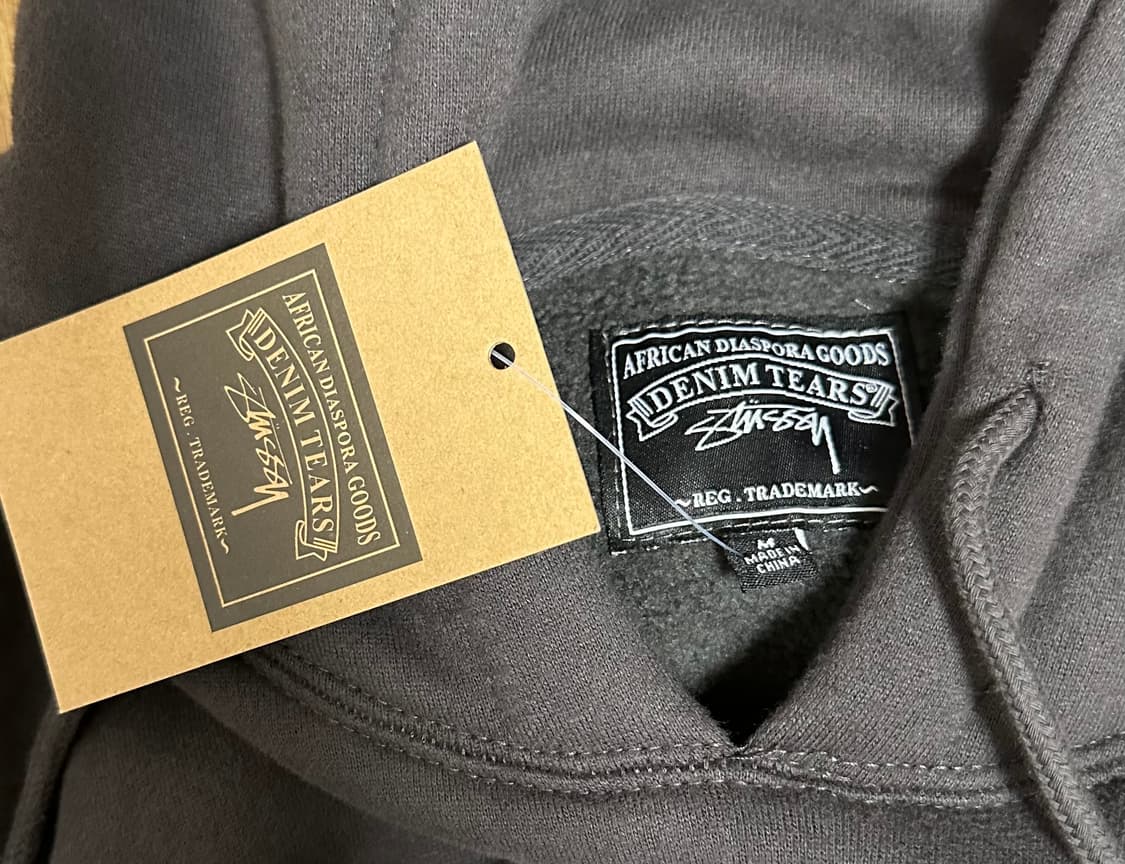 AFRICAN DIASPORA GOODS
DENIM TEARS
Stüssy
~REG. TRADEMARK~
AFRICAN DIASPORA GOODS
DENIM TEARS®
Stüssy
~REG. TRADEMARK~
M
MADE IN
CHINA